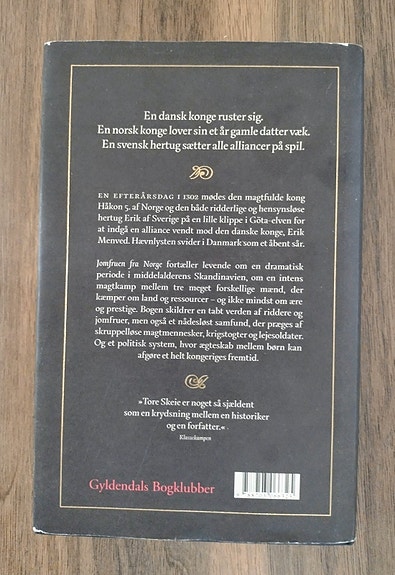 En dansk konge ruster sig.
En norsk konge lover sin et år gamle datter væk.
En svensk hertug sætter alle alliancer på spil.
EN EFTERÅRSDAG I 1302 mødes den magtfulde kong
Håkon 5. af Norge og den både ridderlige og hensynsløse
hertug Erik af Sverige på en lille klippe i Göta-elven for
at indgå en alliance vendt mod den danske konge, Erik
Menved. Hævnlysten svider i Danmark som et åbent sår.
Jomfruen fra Norge fortæller levende om en dramatisk
periode i middelalderens Skandinavien, om en intens
magtkamp mellem tre meget forskellige mænd, der
kæmper om land og ressourcer – og ikke mindst om ære
og prestige. Bogen skildrer en tabt verden af riddere og
jomfruer, men også et nådesløst samfund, der præges af
skruppelløse magtmennesker, krigstogter og lejesoldater.
Og et politisk system, hvor ægteskab mellem børn kan
afgøre et helt kongeriges fremtid.
»Tore Skeie er noget så sjældent
som en krydsning mellem en historiker
og en forfatter.«
Klassekampen
Gyldendals Bogklubber